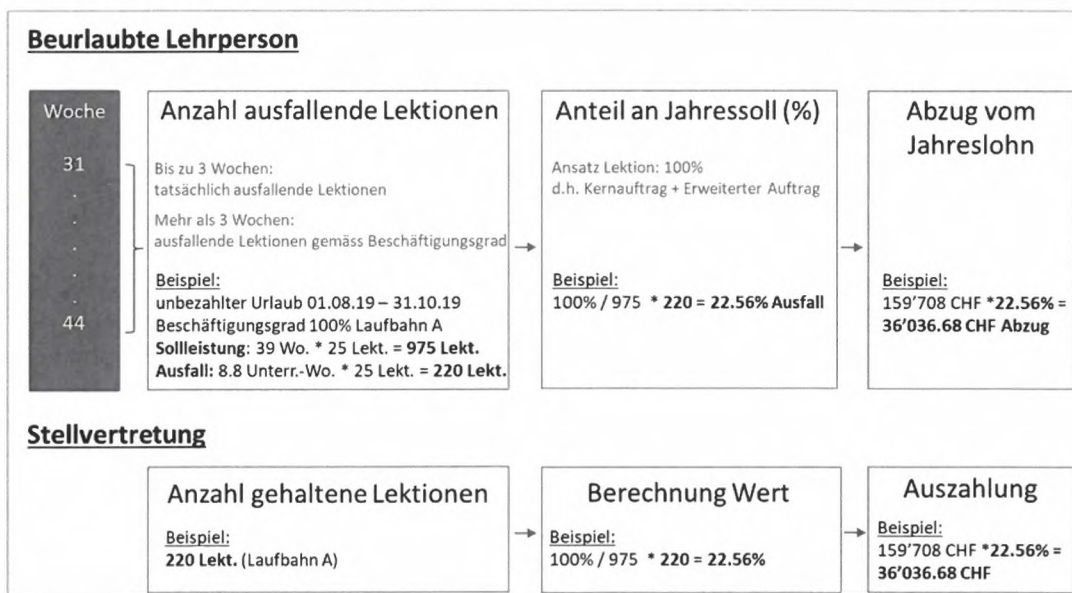 Beurlaubte Lehrperson
Woche
31
.
.
.
.
.
44
Anzahl ausfallende Lektionen
Bis zu 3 Wochen:
tatsächlich ausfallende Lektionen
Mehr als 3 Wochen:
ausfallende Lektionen gemäss Beschäftigungsgrad
Beispiel:
unbezahlter Urlaub 01.08.19 – 31.10.19
Beschäftigungsgrad 100% Laufbahn A
Sollleistung: 39 Wo. * 25 Lekt. = 975 Lekt.
Ausfall: 8.8 Unterr.-Wo. * 25 Lekt. = 220 Lekt.
Anteil an Jahressoll (%)
Ansatz Lektion: 100%
d.h. Kernauftrag + Erweiterter Auftrag
Beispiel:
100% / 975 * 220 = 22.56% Ausfall
Abzug vom
Jahreslohn
Beispiel:
159’708 CHF *22.56% =
36’036.68 CHF Abzug
Stellvertretung
Anzahl gehaltene Lektionen
Beispiel:
220 Lekt. (Laufbahn A)
Berechnung Wert
Beispiel:
100% / 975 * 220 = 22.56%
Auszahlung
Beispiel:
159’708 CHF *22.56% =
36’036.68 CHF